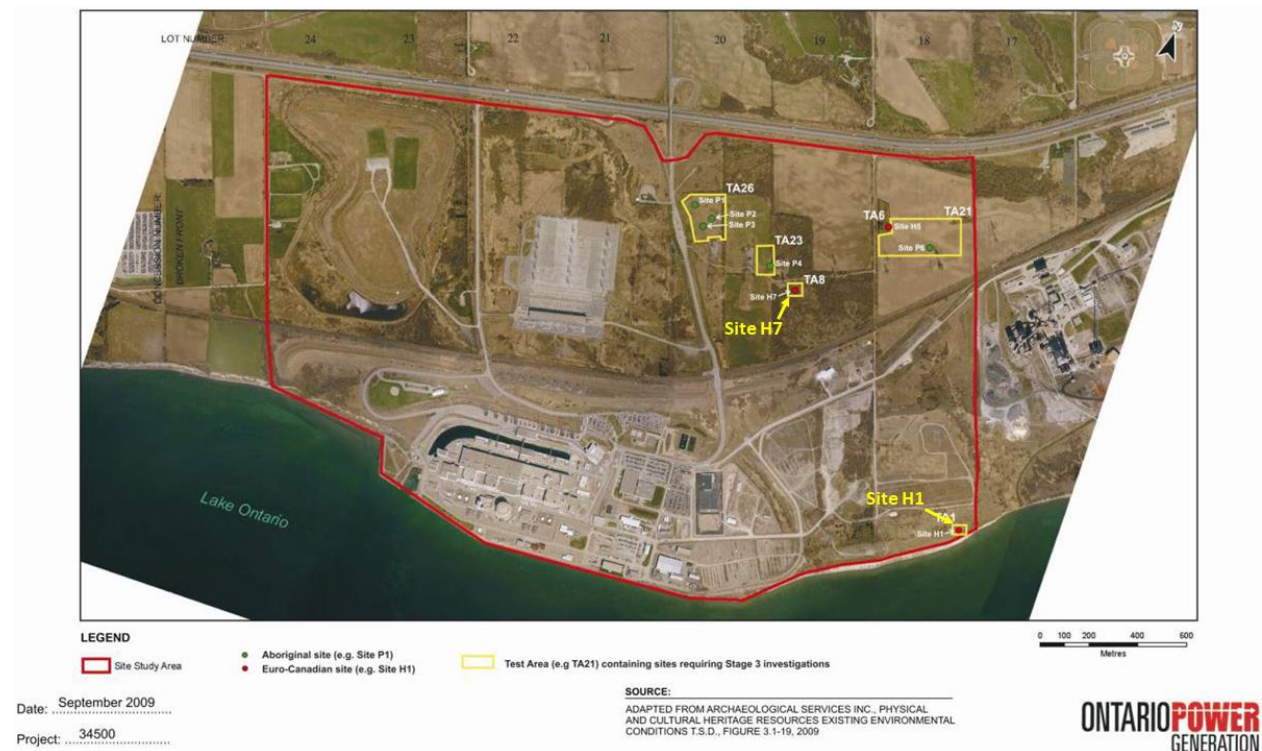 LOT NUMBER 24 23 22 21 20 19 18 17
N
CONCESSION NUMBER
BROKEN FRONT
TA26
Site P1
Site P2
Site P3
TA23
Site P4
TA8
Site H7
Site H7
TA6
TA21
Site H5
Site P6
Site H1
TA1
Site H1
Lake Ontario
LEGEND
Site Study Area
Aboriginal site (e.g. Site P1)
Euro-Canadian site (e.g. Site H1)
Test Area (e.g TA21) containing sites requiring Stage 3 investigations
0 100 200 400 600
Metres
Date: September 2009
Project: 34500
SOURCE:
ADAPTED FROM ARCHAEOLOGICAL SERVICES INC., PHYSICAL
AND CULTURAL HERITAGE RESOURCES EXISTING ENVIRONMENTAL
CONDITIONS T.S.D., FIGURE 3.1-19, 2009
ONTARIOPOWER
GENERATION